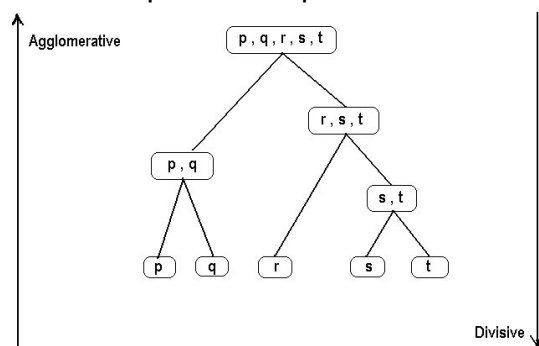 p , q , r , s , t
Agglomerative
r , s , t
p , q
s , t
p
q
r
s
t
Divisive